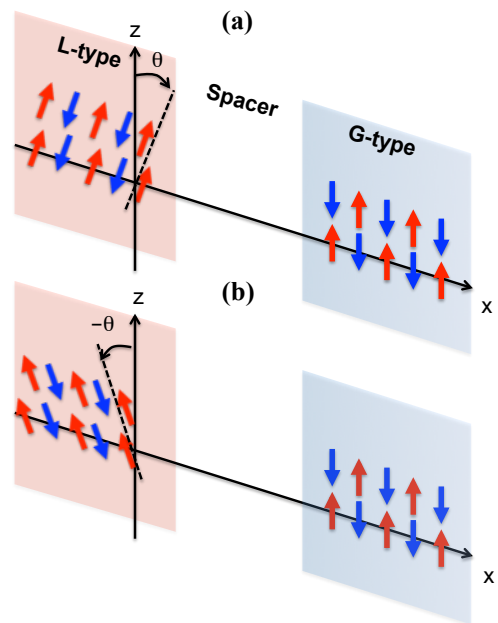 (a)
z
θ
L-type
Spacer
G-type
x
(b)
z
−θ
x